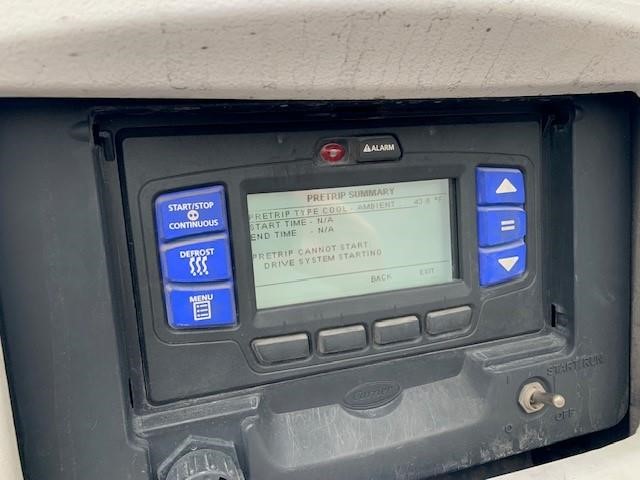 ALARM
START/STOP
CONTINUOUS
DEFROST
MENU
PRETRIP SUMMARY
PRETRIP TYPE COOL - AMBIENT 43.8 °F
START TIME - N/A
END TIME - N/A
PRETRIP CANNOT START:
DRIVE SYSTEM STARTING
BACK EXIT
=
Carrier
START RUN
I
OFF
0